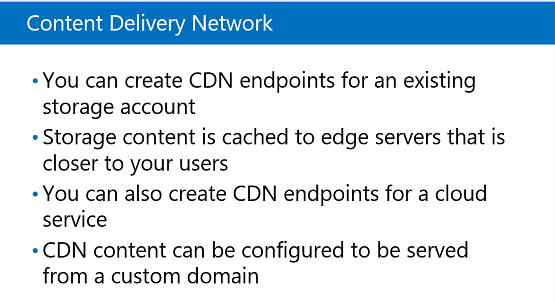 Content Delivery Network
• You can create CDN endpoints for an existing
storage account
• Storage content is cached to edge servers that is
closer to your users
• You can also create CDN endpoints for a cloud
service
• CDN content can be configured to be served
from a custom domain